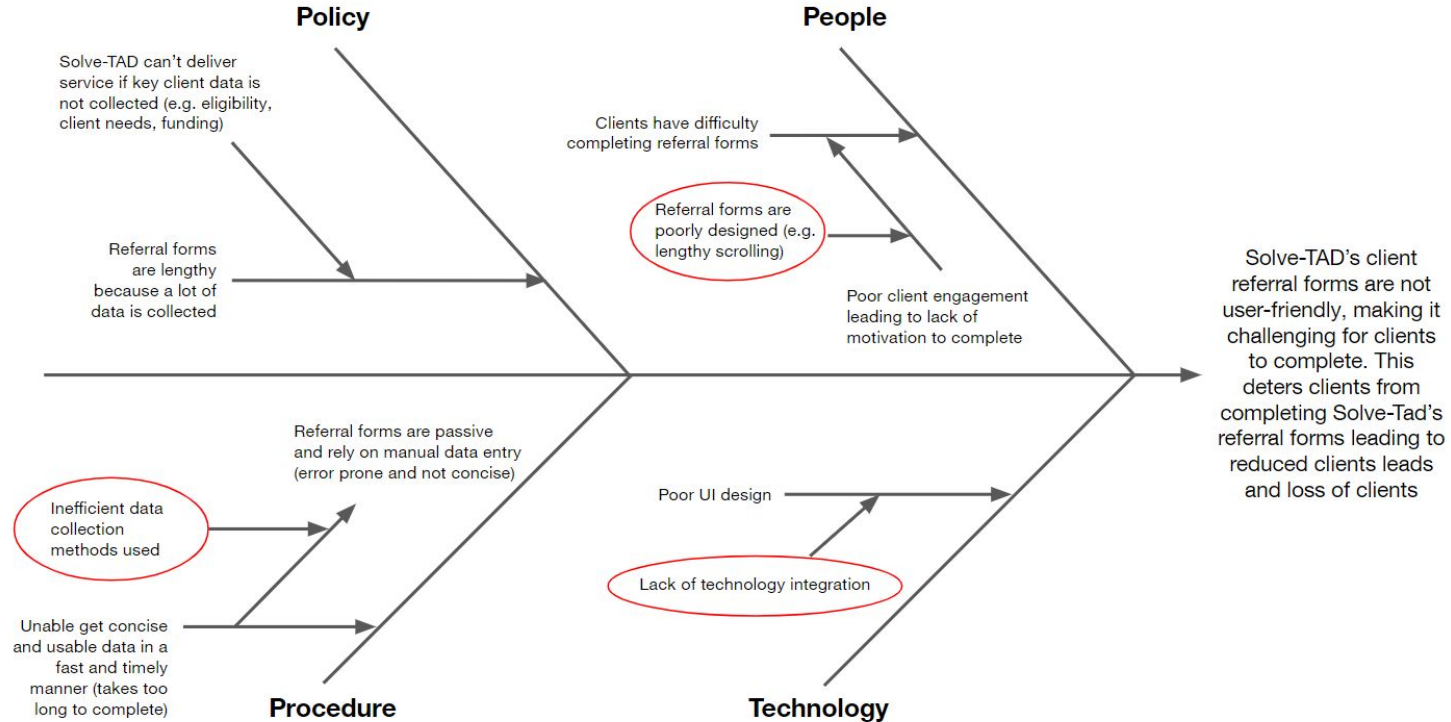 Policy
People
Solve-TAD can’t deliver
service if key client data is
not collected (e.g. eligibility,
client needs, funding)
Referral forms
are lengthy
because a lot of
data is collected
Clients have difficulty
completing referral forms
Referral forms are
poorly designed (e.g.
lengthy scrolling)
Poor client engagement
leading to lack of
motivation to complete
Solve-TAD’s client
referral forms are not
user-friendly, making it
challenging for clients
to complete. This
deters clients from
completing Solve-Tad’s
referral forms leading to
reduced clients leads
and loss of clients
Referral forms are passive
and rely on manual data entry
(error prone and not concise)
Inefficient data
collection
methods used
Unable get concise
and usable data in a
fast and timely
manner (takes too
long to complete)
Poor UI design
Lack of technology integration
Procedure
Technology